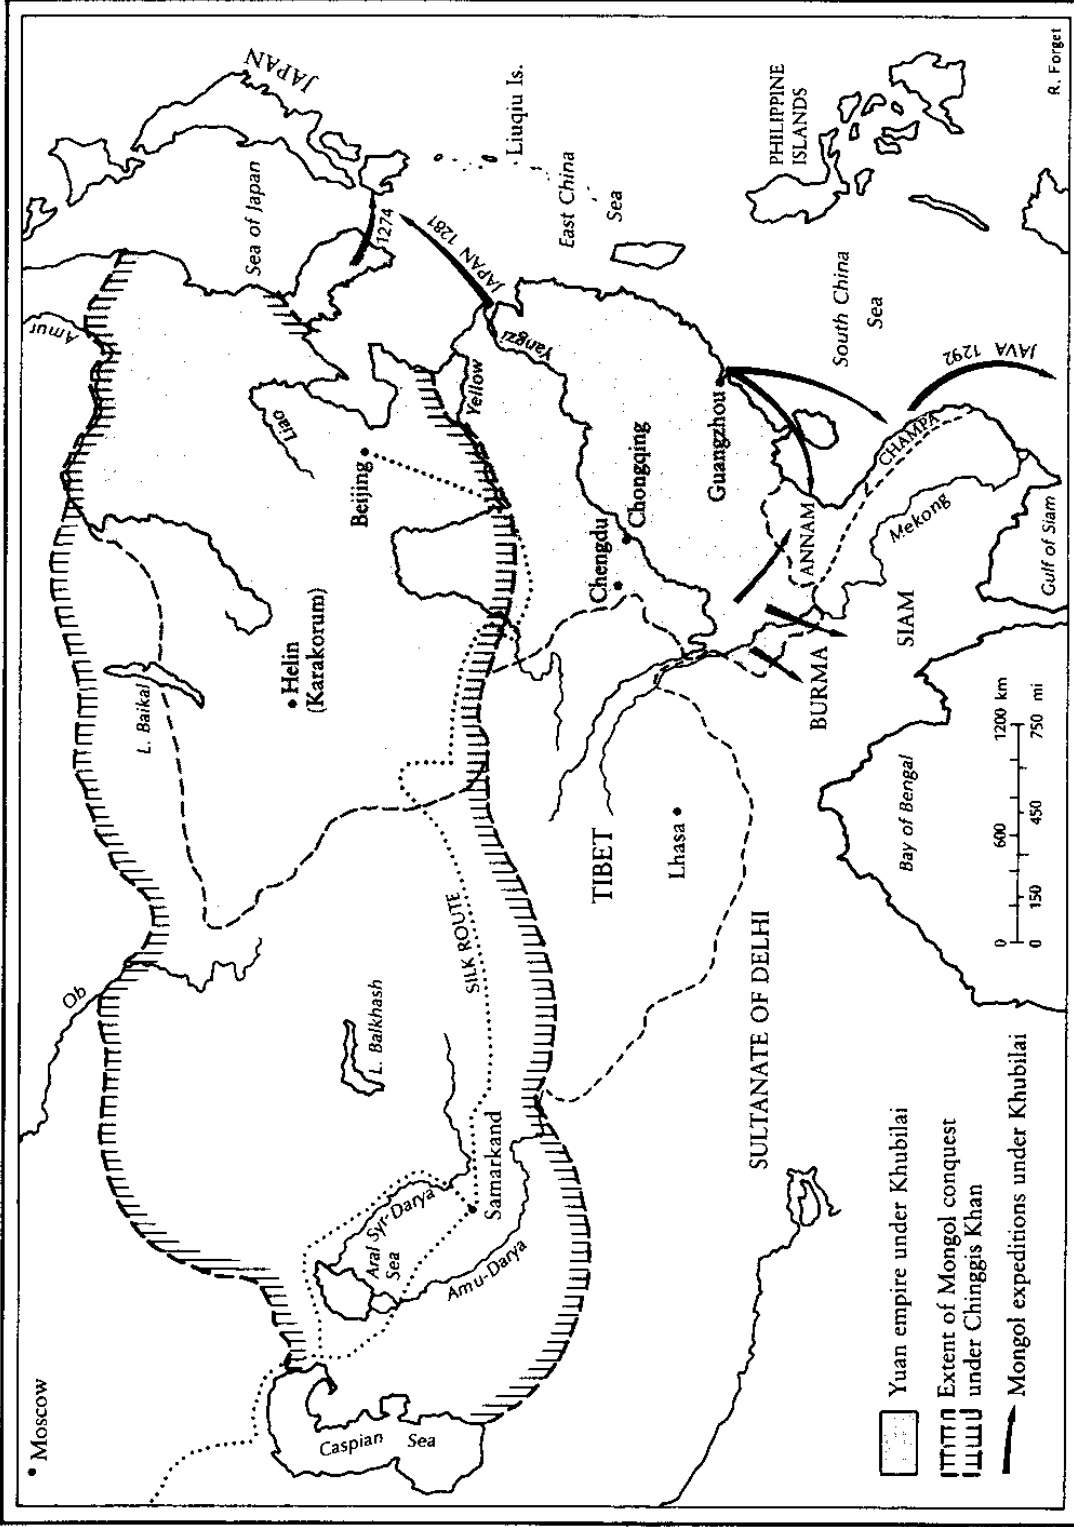 Moscow
Ob
Amur
L. Baikal
Sea of Japan
JAPAN
Caspian
Sea
Aral
Sea
Syr-Darya
Amu-Darya
Samarkand
L. Balkhash
SILK ROUTE
Helin
(Karakorum)
Beijing
Liao
Yellow
Yangzi
1274
JAPAN 1281
Liuqiu Is.
East China
Sea
TIBET
Lhasa
Chengdu
Chongqing
Guangzhou
SULTANATE OF DELHI
BURMA
ANNAM
CHAMPA
Mekong
SIAM
Gulf of Siam
Bay of Bengal
South China
Sea
JAVA 1292
PHILIPPINE
ISLANDS
Yuan empire under Khubilai
Extent of Mongol conquest
under Chinggis Khan
Mongol expeditions under Khubilai
0 600 1200 km
0 150 450 750 mi
R. Forget